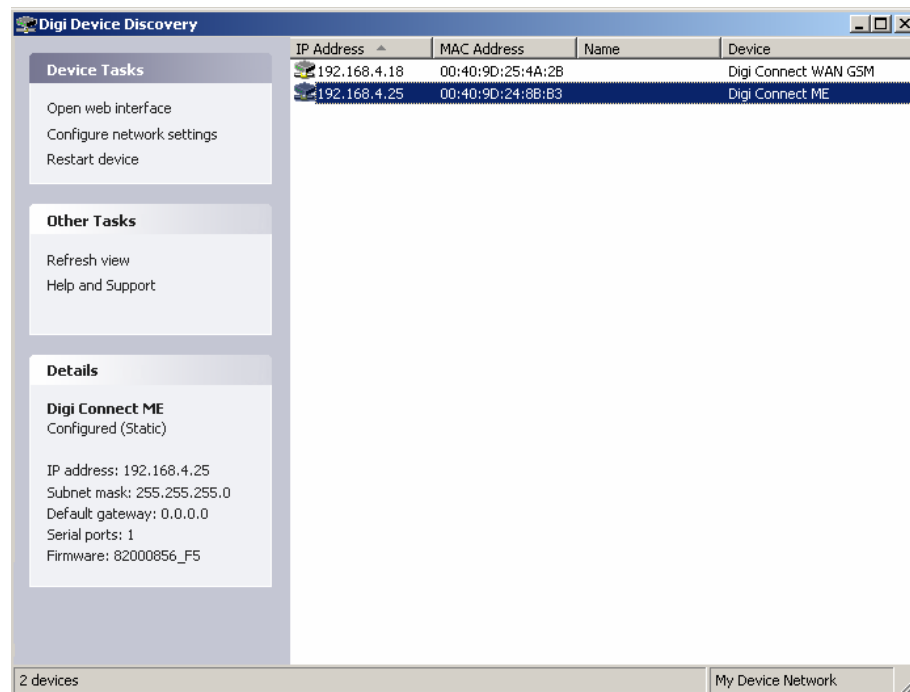 Digi Device Discovery
Device Tasks
Open web interface
Configure network settings
Restart device
Other Tasks
Refresh view
Help and Support
Details
Digi Connect ME
Configured (Static)
IP address: 192.168.4.25
Subnet mask: 255.255.255.0
Default gateway: 0.0.0.0
Serial ports: 1
Firmware: 82000856_F5
IP Address MAC Address Name Device
192.168.4.18 00:40:9D:25:4A:2B Digi Connect WAN GSM
192.168.4.25 00:40:9D:24:8B:B3 Digi Connect ME
2 devices My Device Network